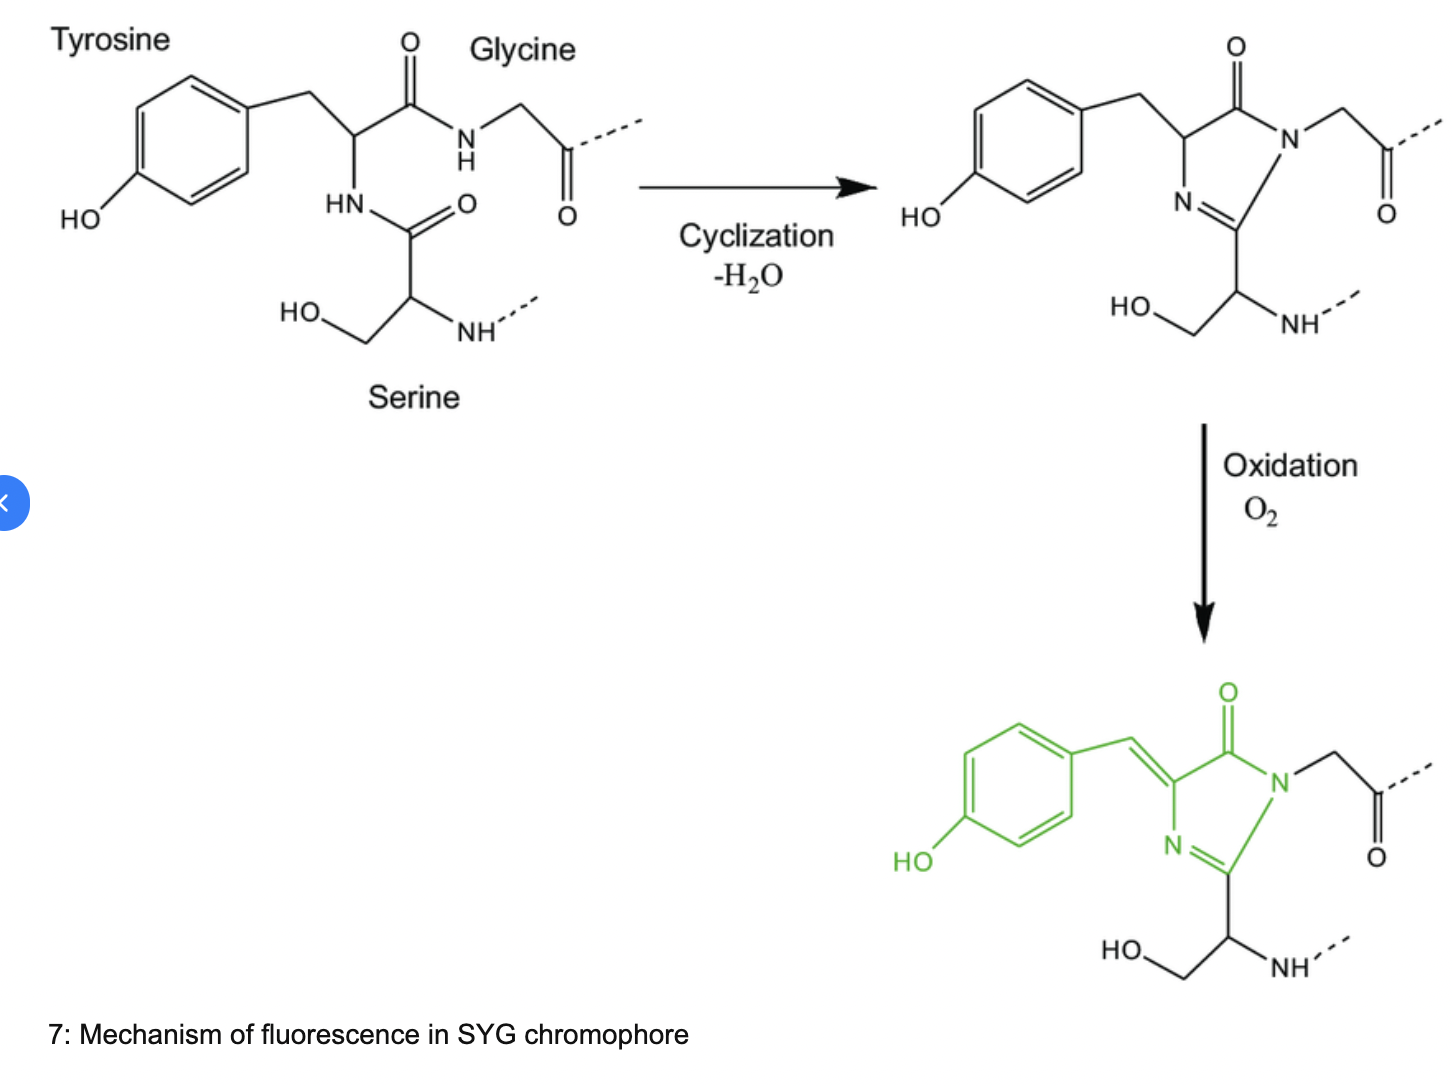 Tyrosine
Glycine
O
N
H
HN
O
O
HO
HO
NH
Serine
Cyclization
-H₂O
O
N
N
O
HO
HO
NH
Oxidation
O₂
O
N
N
O
HO
HO
NH
7: Mechanism of fluorescence in SYG chromophore